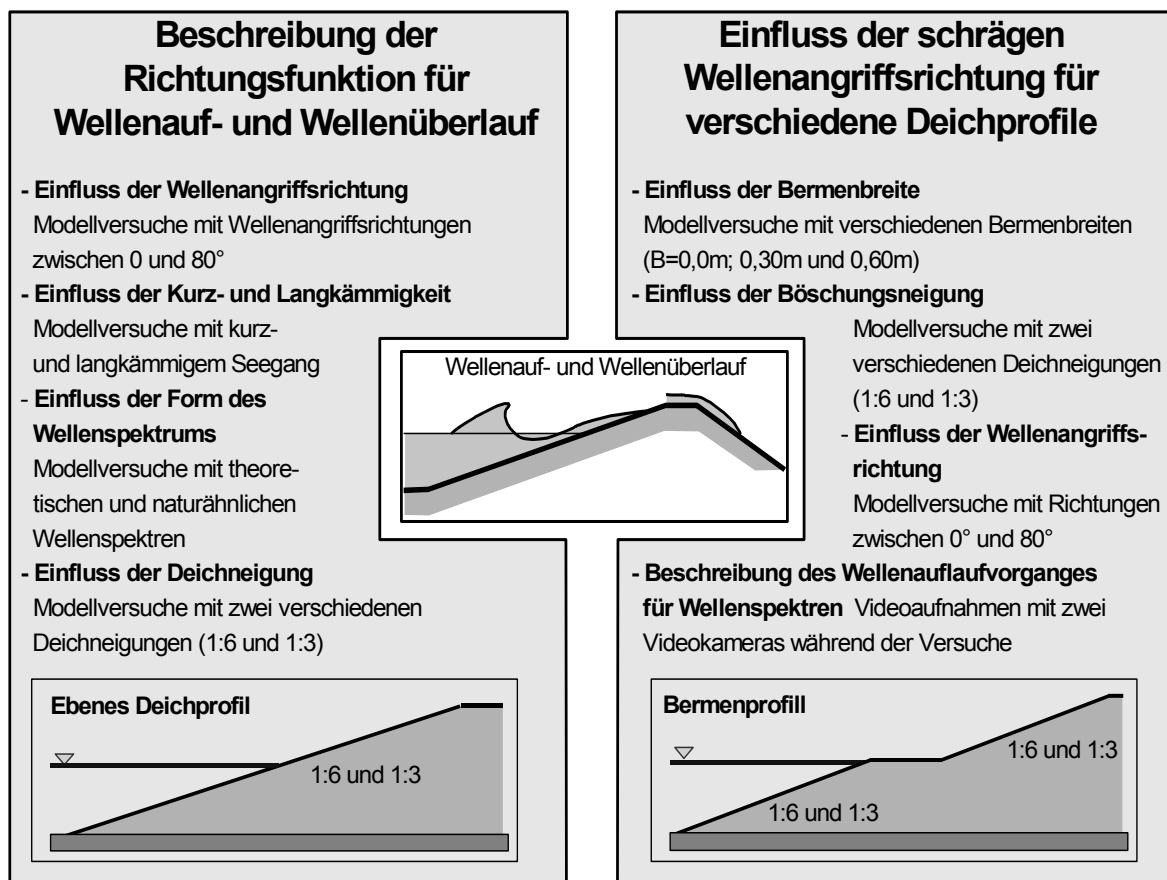 Beschreibung der
Richtungsfunktion für
Wellenauf- und Wellenüberlauf
- Einfluss der Wellenangriffsrichtung
Modellversuche mit Wellenangriffsrichtungen
zwischen 0 und 80°
- Einfluss der Kurz- und Langkämmigkeit
Modellversuche mit kurz-
und langkämmigem Seegang
- Einfluss der Form des
Wellenspektrums
Modellversuche mit theore-
tischen und naturähnlichen
Wellenspektren
- Einfluss der Deichneigung
Modellversuche mit zwei verschiedenen
Deichneigungen (1:6 und 1:3)
Ebenes Deichprofil
1:6 und 1:3
Wellenauf- und Wellenüberlauf
Einfluss der schrägen
Wellenangriffsrichtung für
verschiedene Deichprofile
- Einfluss der Bermenbreite
Modellversuche mit verschiedenen Bermenbreiten
(B=0,0m; 0,30m und 0,60m)
- Einfluss der Böschungsneigung
Modellversuche mit zwei
verschiedenen Deichneigungen
(1:6 und 1:3)
- Einfluss der Wellenangriffs-
richtung
Modellversuche mit Richtungen
zwischen 0° und 80°
- Beschreibung des Wellenauflaufvorganges
für Wellenspektren Videoaufnahmen mit zwei
Videokameras während der Versuche
Bermenprofill
1:6 und 1:3
1:6 und 1:3